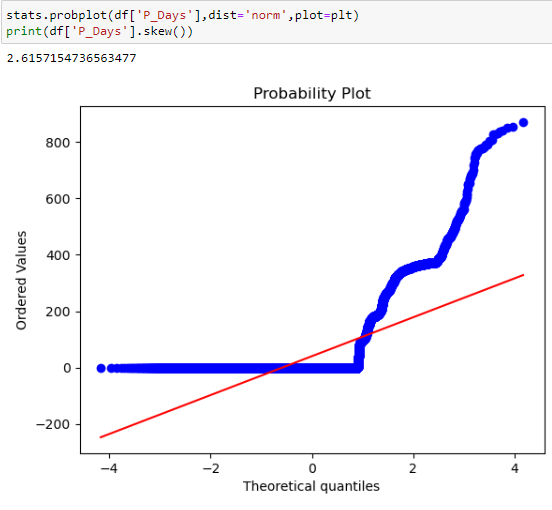 stats.probplot(df['P_Days'],dist='norm',plot=plt)
print(df['P_Days'].skew())
2.6157154736563477
Probability Plot
800
600
400
200
0
−200
Ordered Values
−4
−2
0
2
4
Theoretical quantiles